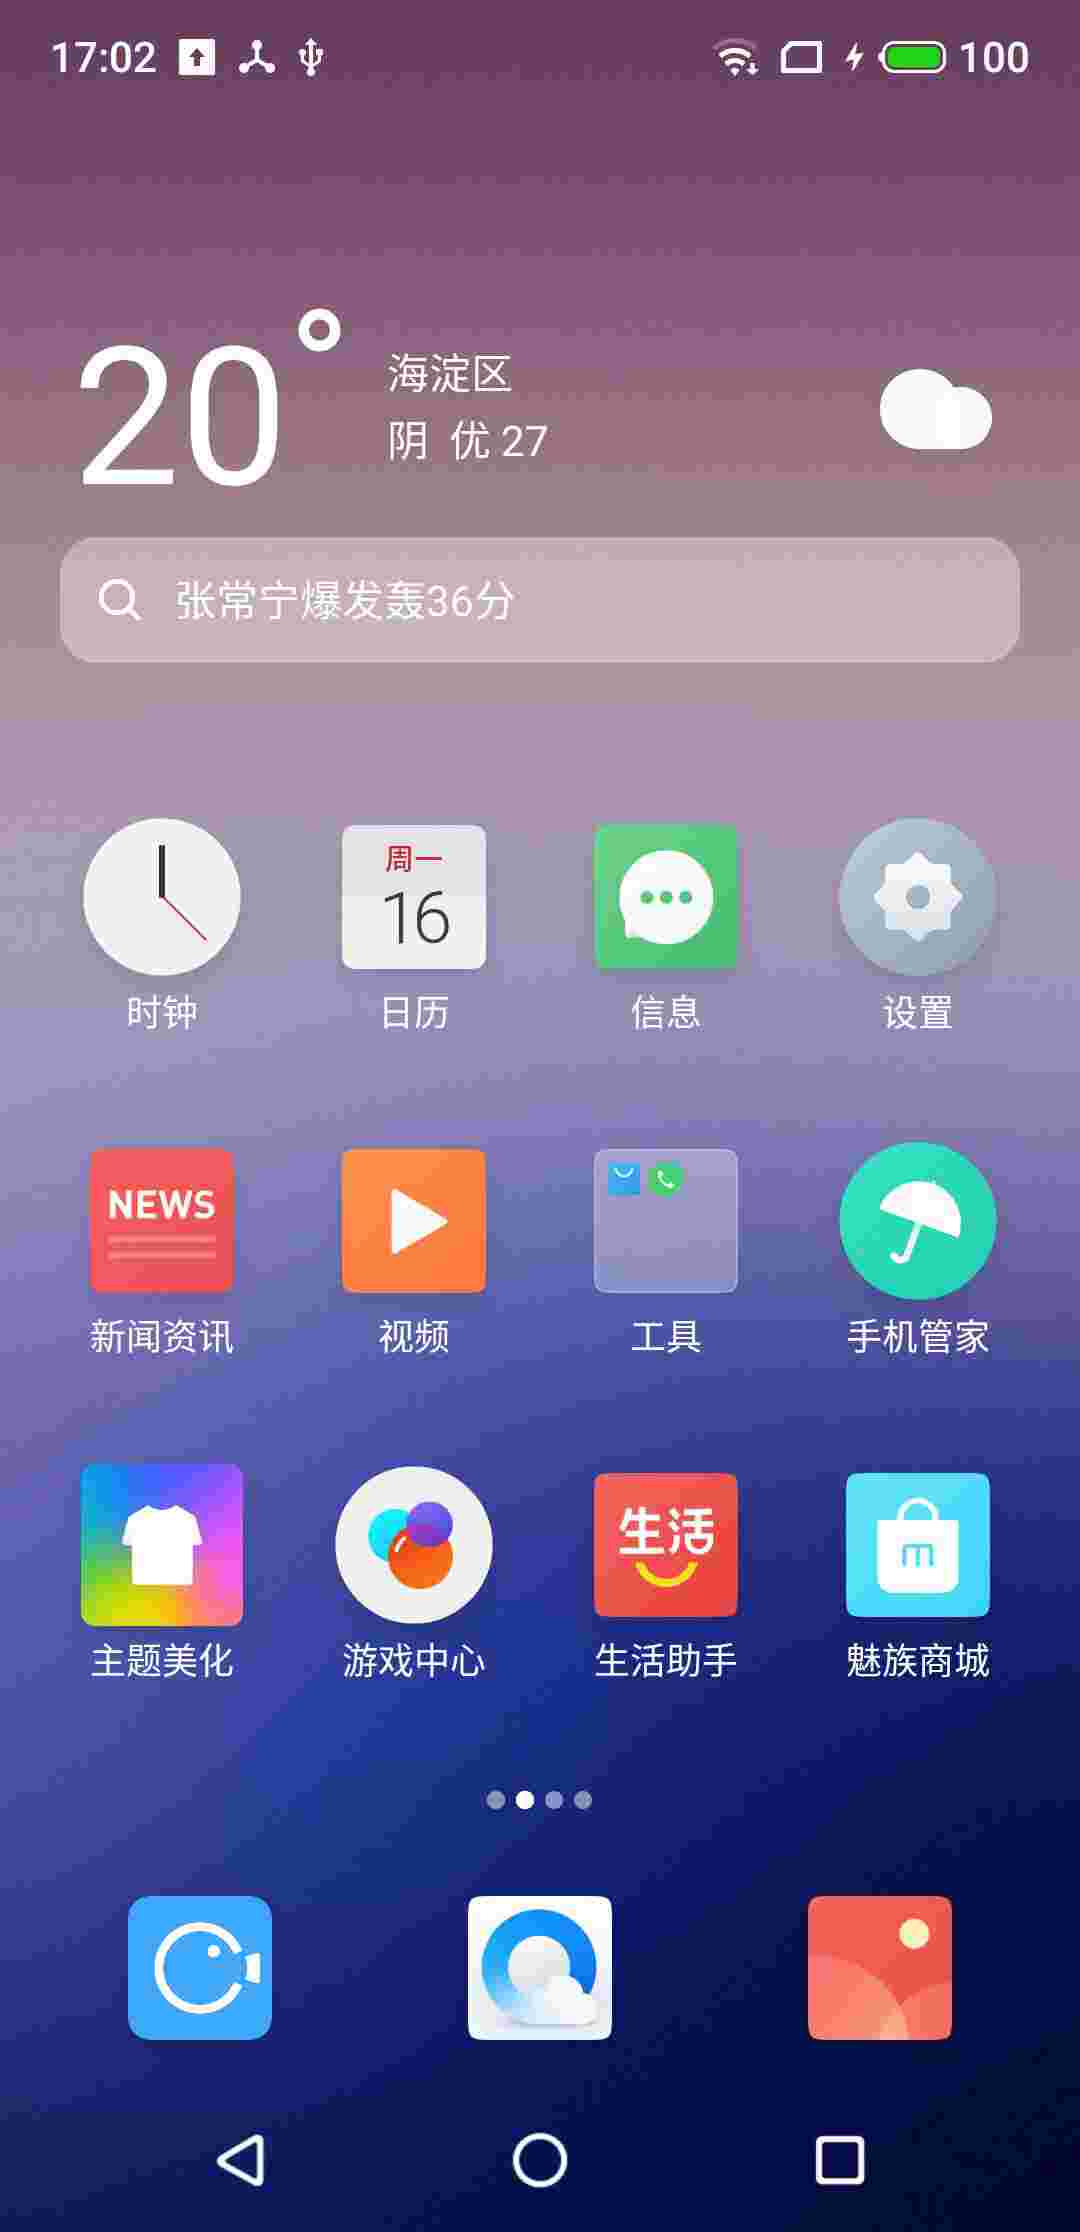 17:02 100
20°
海淀区
阴 优 27
张常宁爆发轰36分
周一
16
时钟 日历 信息 设置
NEWS
新闻资讯 视频 工具 手机管家
生活
m
主题美化 游戏中心 生活助手 魅族商城